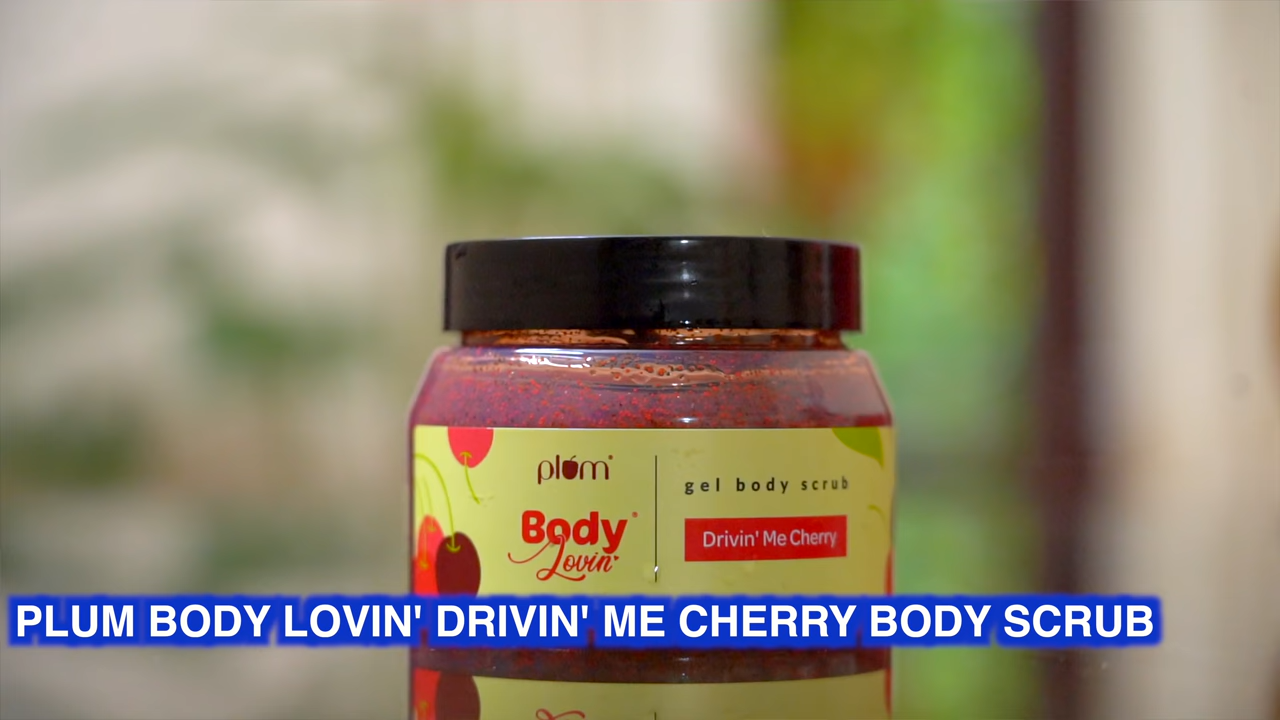 plum
Body
Lovin'
gel body scrub
Drivin' Me Cherry
PLUM BODY LOVIN' DRIVIN' ME CHERRY BODY SCRUB